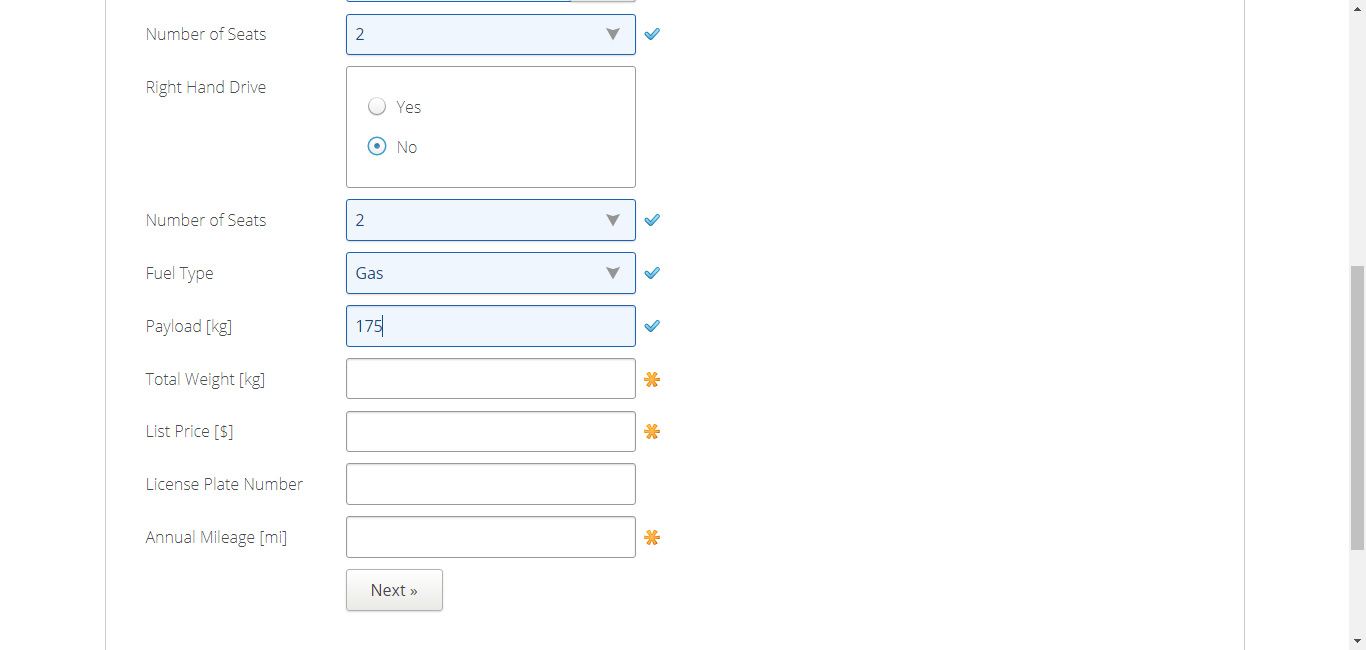 Number of Seats 2
Right Hand Drive
Yes
No
Number of Seats 2
Fuel Type Gas
Payload [kg] 175
Total Weight [kg]
List Price [$]
License Plate Number
Annual Mileage [mi]
Next »